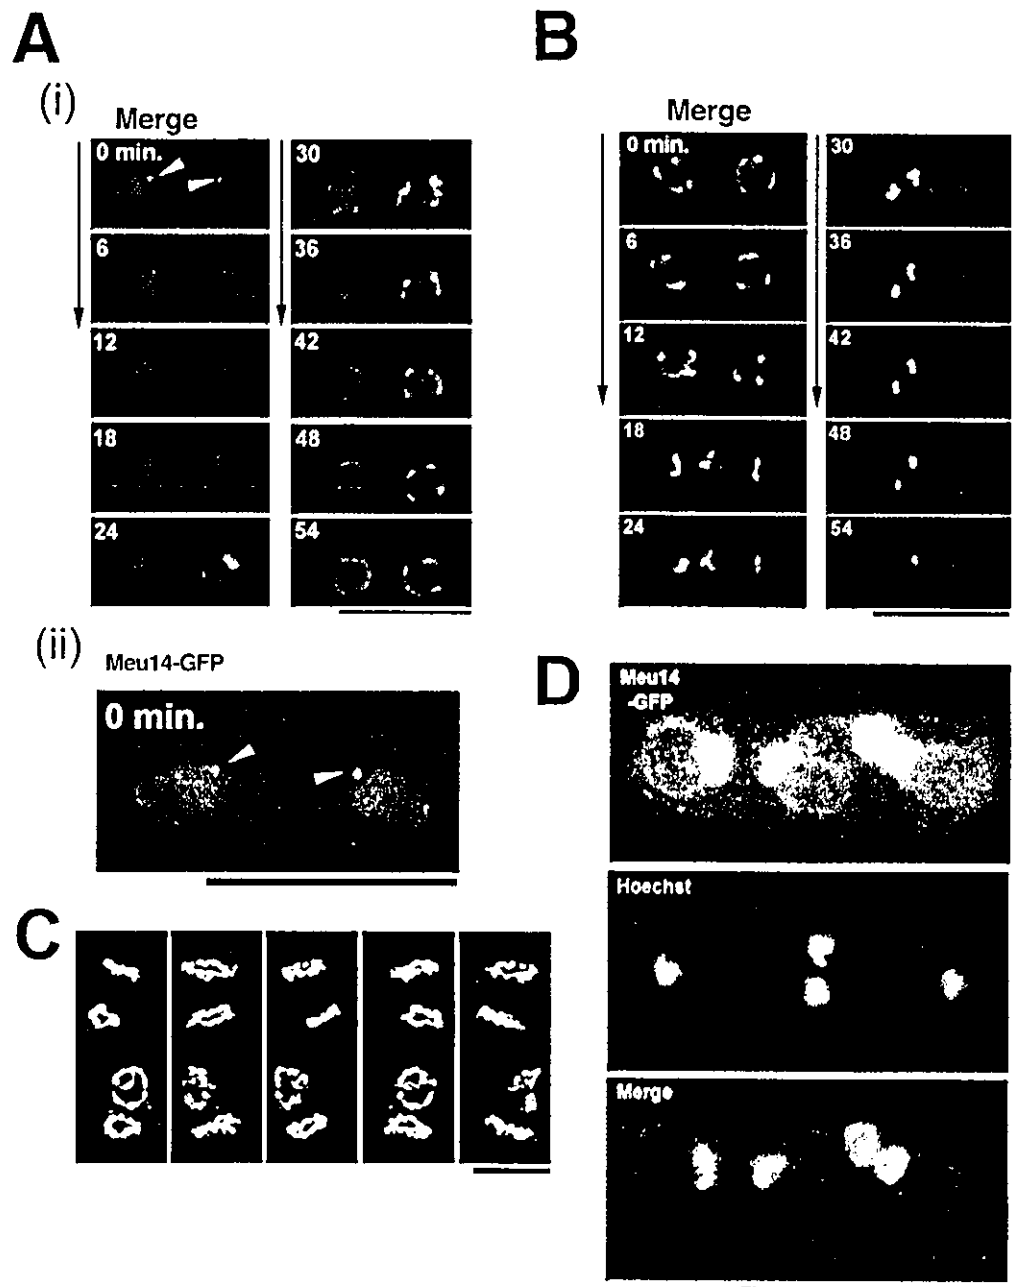 A
(i)
Merge
0 min.
6
12
18
24
30
36
42
48
54
(ii)
Meu14-GFP
0 min.
B
Merge
0 min.
6
12
18
24
30
36
42
48
54
C
D
Meu14
-GFP
Hoechst
Merge